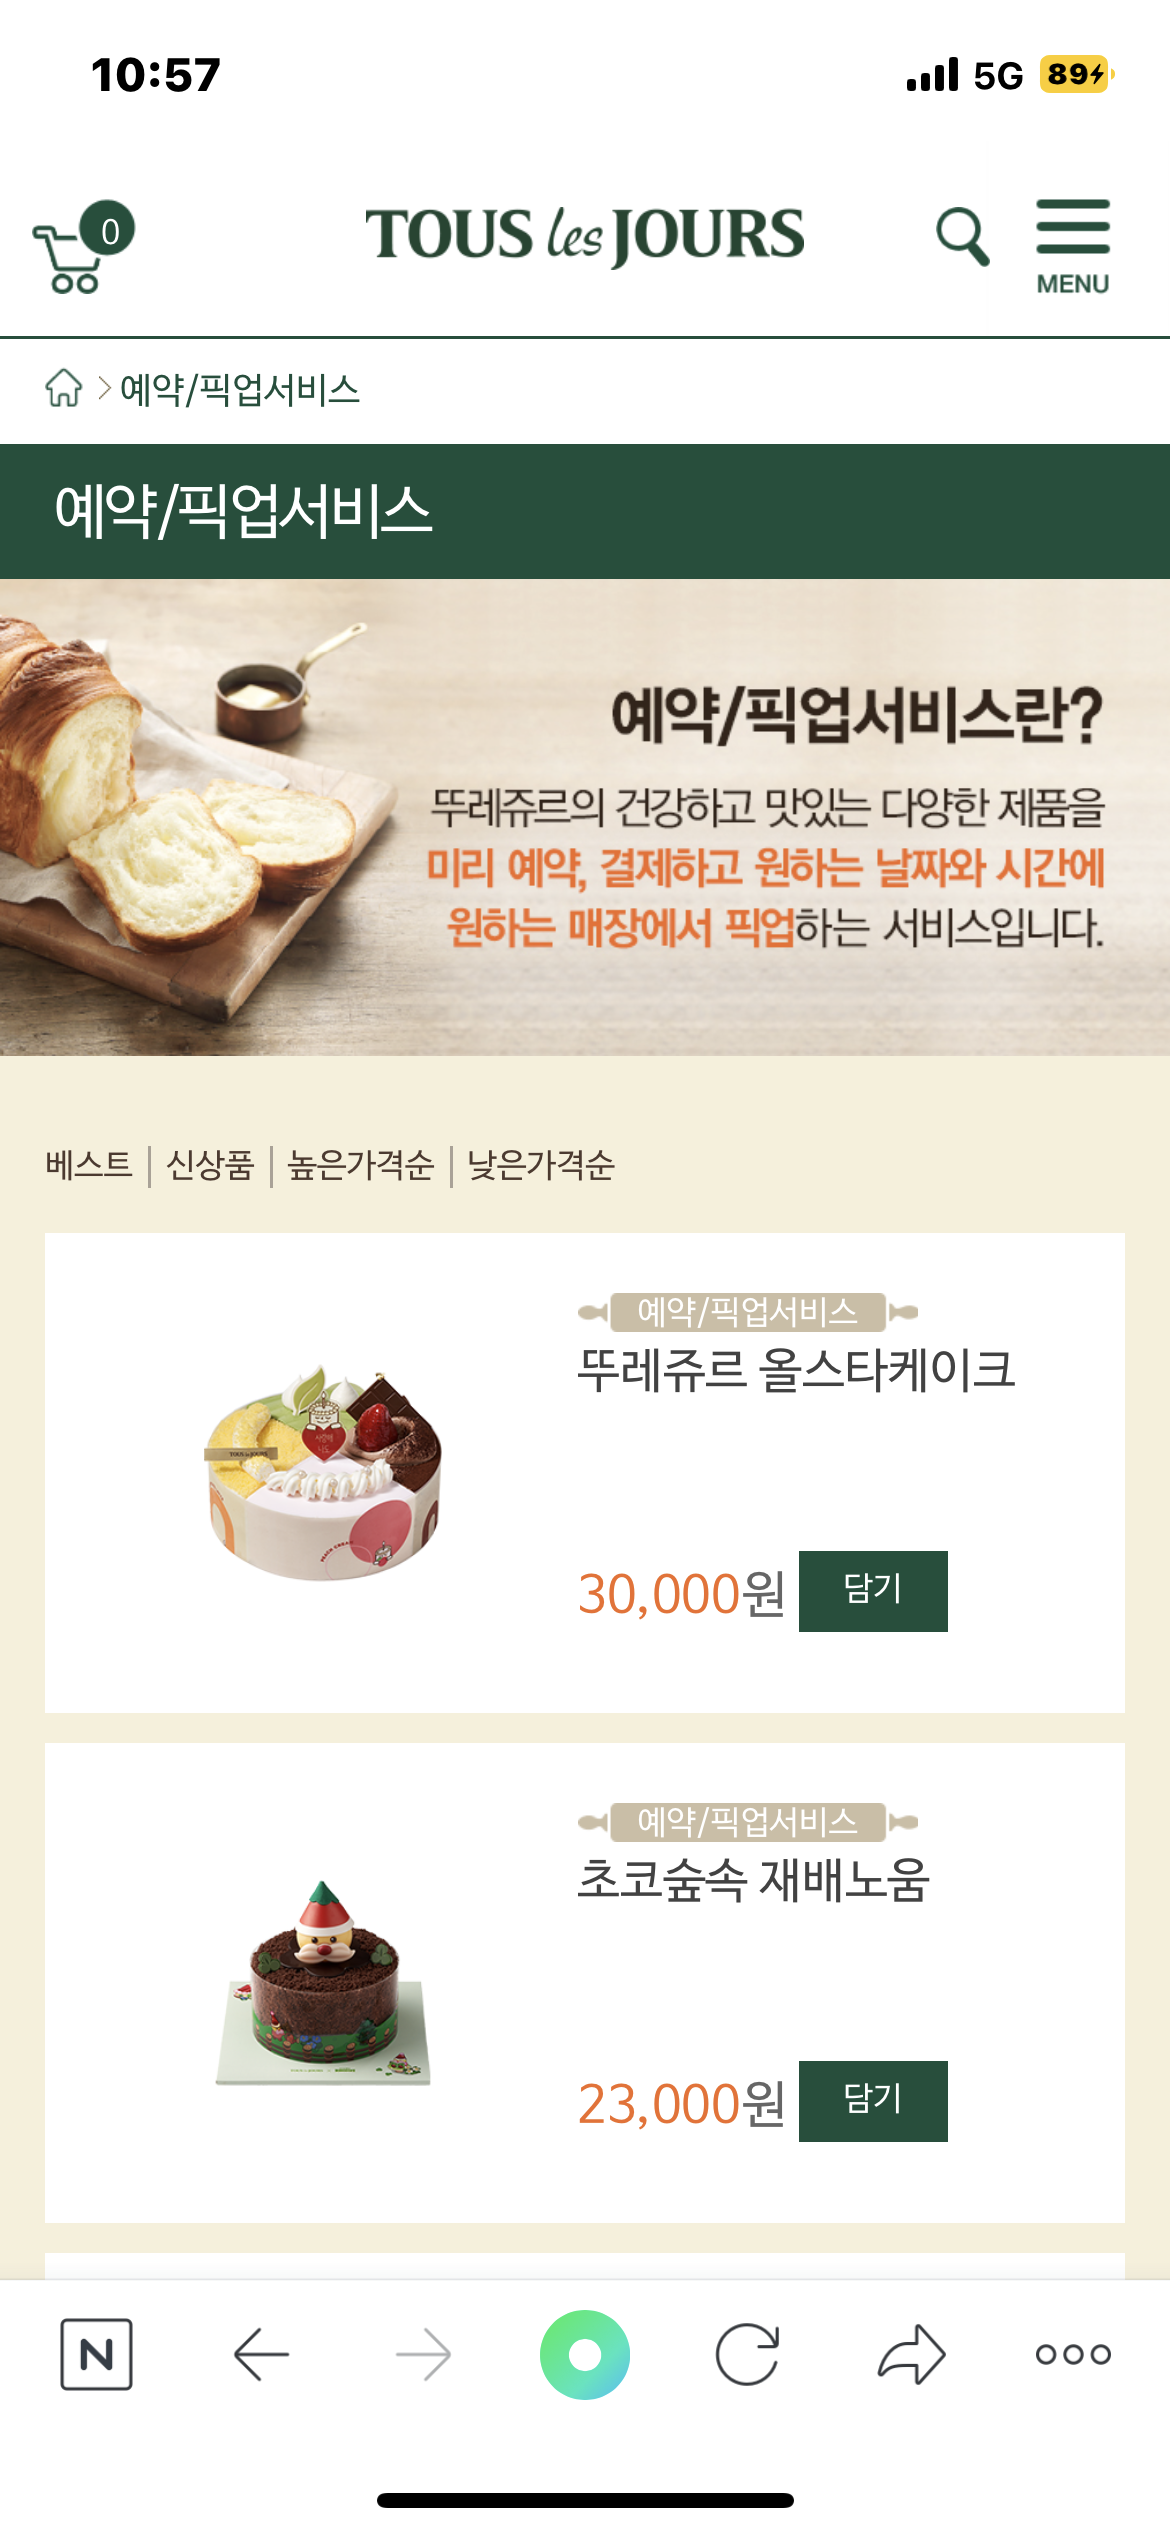 10:57
5G 89
0
TOUS les JOURS
MENU
예약/픽업서비스
예약/픽업서비스
예약/픽업서비스란?
뚜레쥬르의 건강하고 맛있는 다양한 제품을
미리 예약, 결제하고 원하는 날짜와 시간에
원하는 매장에서 픽업하는 서비스입니다.
베스트 | 신상품 | 높은가격순 | 낮은가격순
예약/픽업서비스
뚜레쥬르 올스타케이크
TOUS les JOURS
30,000원 담기
예약/픽업서비스
초코숲속 재배노움
23,000원 담기
N